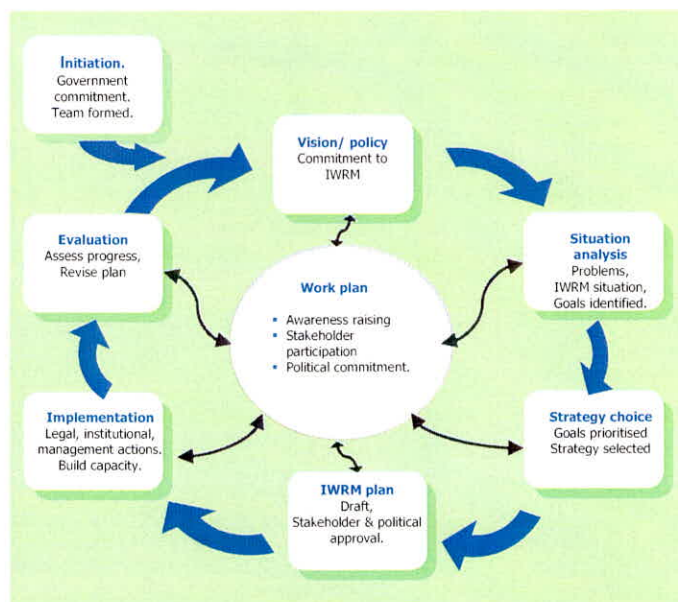 Initiation.
Government
commitment.
Team formed.
Vision/ policy
Commitment to
IWRM
Situation
analysis
Problems,
IWRM situation,
Goals identified.
Strategy choice
Goals prioritised
Strategy selected
IWRM plan
Draft,
Stakeholder & political
approval.
Implementation
Legal, institutional,
management actions.
Build capacity.
Evaluation
Assess progress,
Revise plan
Work plan
▪ Awareness raising
▪ Stakeholder
participation
▪ Political commitment.